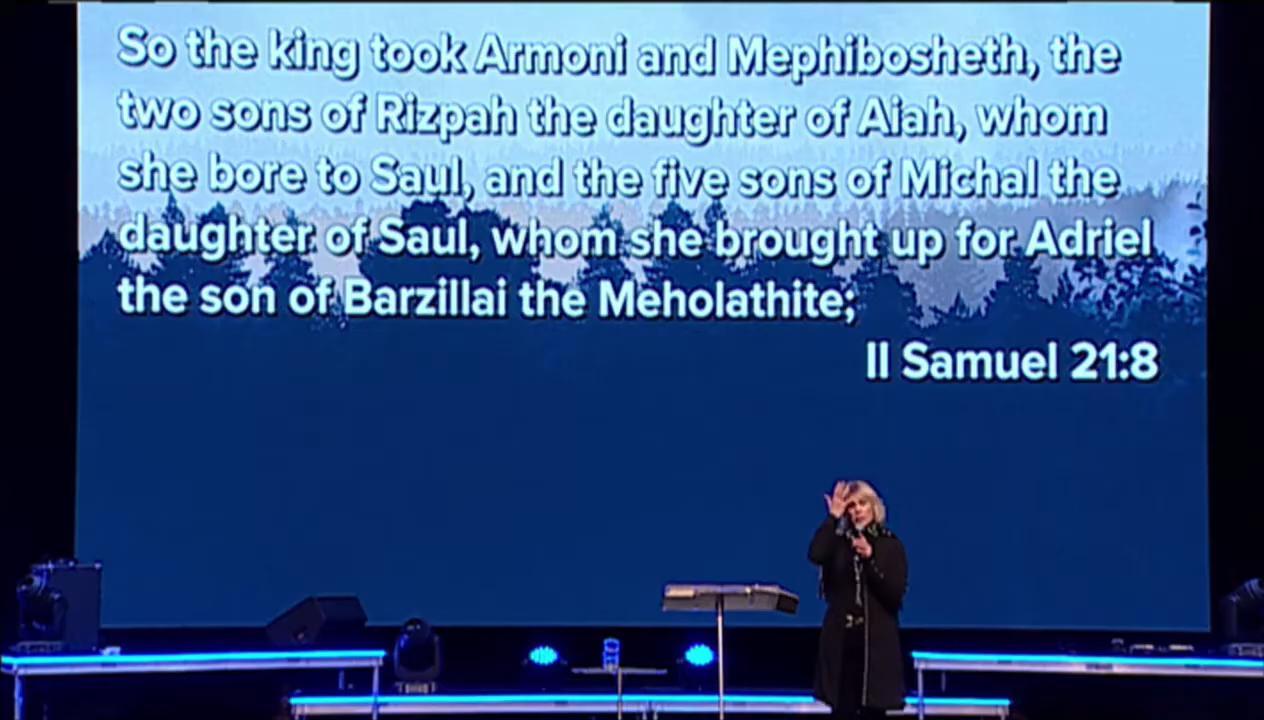 So the king took Armoni and Mephibosheth, the
two sons of Rizpah the daughter of Aiah, whom
she bore to Saul, and the five sons of Michal the
daughter of Saul, whom she brought up for Adriel
the son of Barzillai the Meholathite;
II Samuel 21:8